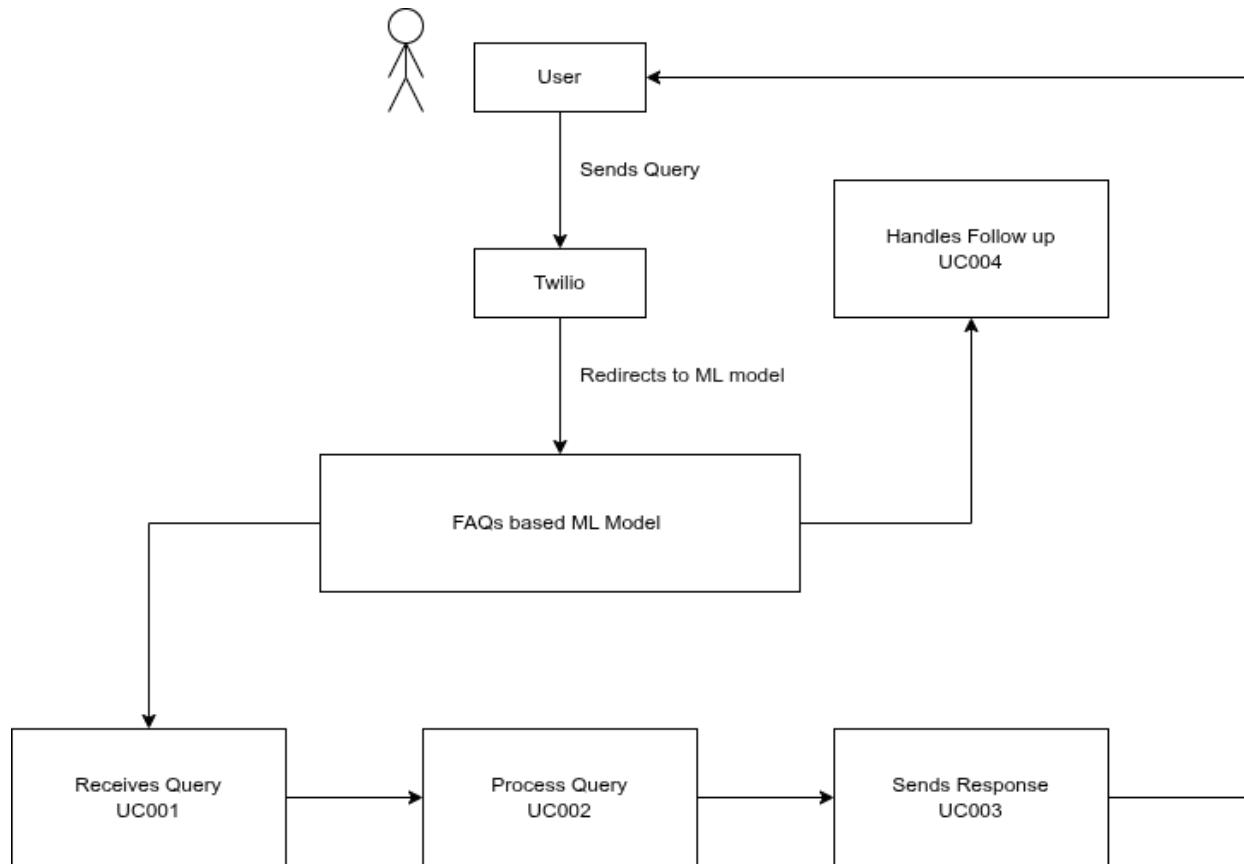 User
Sends Query
Handles Follow up
UC004
Twilio
Redirects to ML model
FAQs based ML Model
Receives Query
UC001
Process Query
UC002
Sends Response
UC003